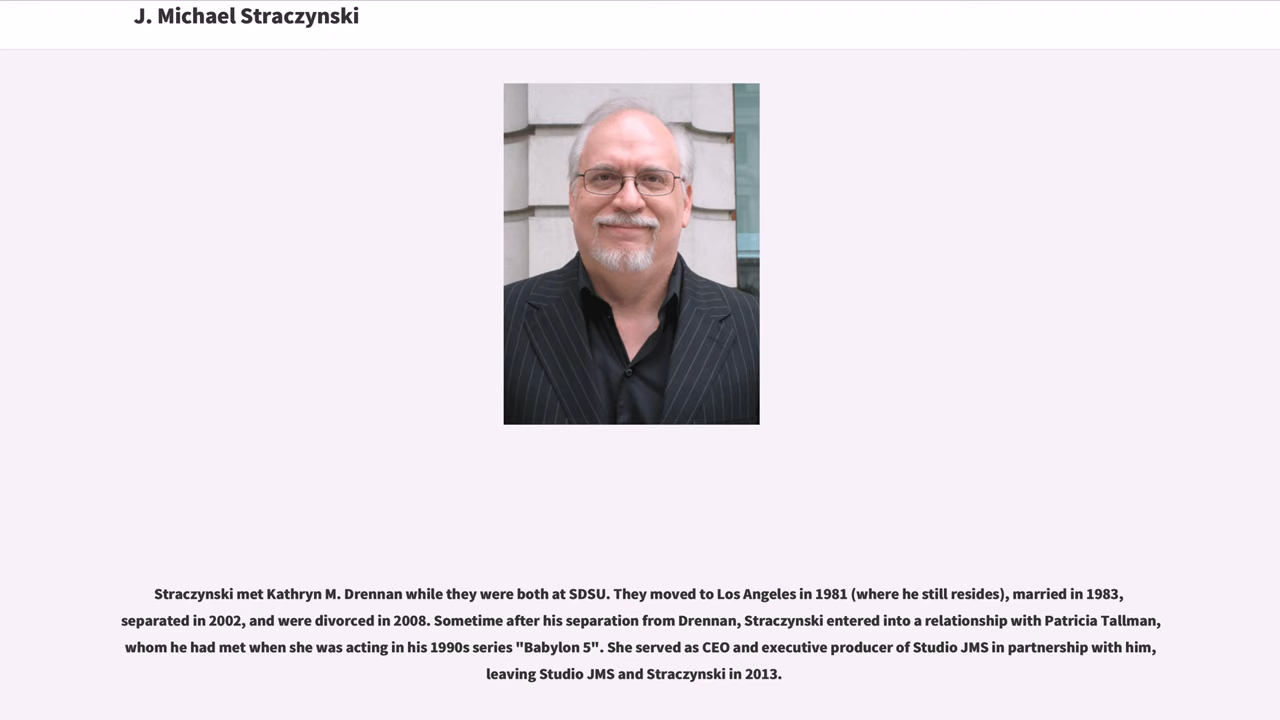 J. Michael Straczynski
Straczynski met Kathryn M. Drennan while they were both at SDSU. They moved to Los Angeles in 1981 (where he still resides), married in 1983,
separated in 2002, and were divorced in 2008. Sometime after his separation from Drennan, Straczynski entered into a relationship with Patricia Tallman,
whom he had met when she was acting in his 1990s series "Babylon 5". She served as CEO and executive producer of Studio JMS in partnership with him,
leaving Studio JMS and Straczynski in 2013.